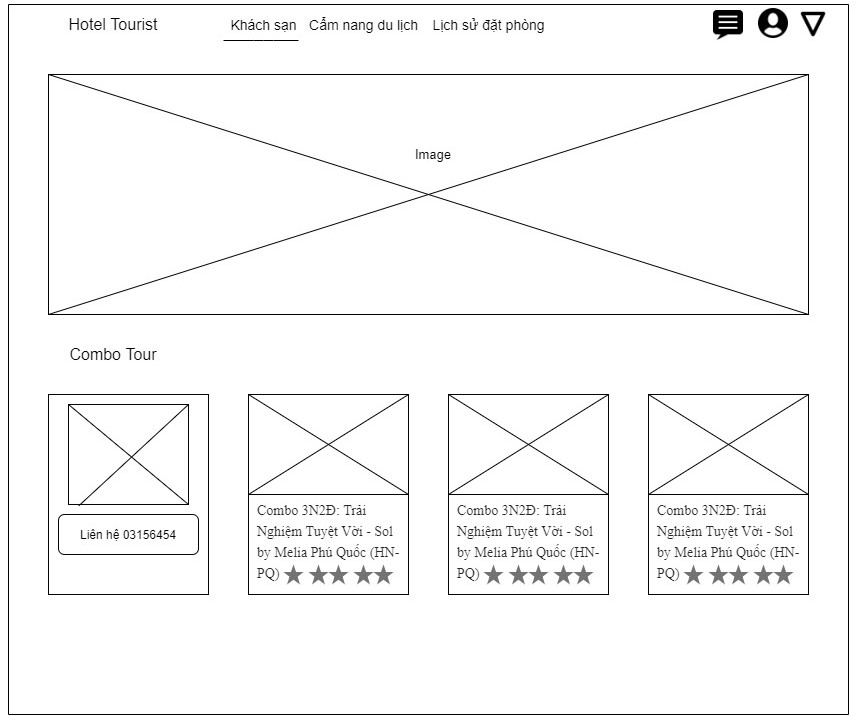 Hotel Tourist
Khách sạn Cẩm nang du lịch Lịch sử đặt phòng
Image
Combo Tour
Liên hệ 03156454
Combo 3N2Đ: Trải
Nghiệm Tuyệt Vời - Sol
by Melia Phú Quốc (HN-
PQ)
Combo 3N2Đ: Trải
Nghiệm Tuyệt Vời - Sol
by Melia Phú Quốc (HN-
PQ)
Combo 3N2Đ: Trải
Nghiệm Tuyệt Vời - Sol
by Melia Phú Quốc (HN-
PQ)